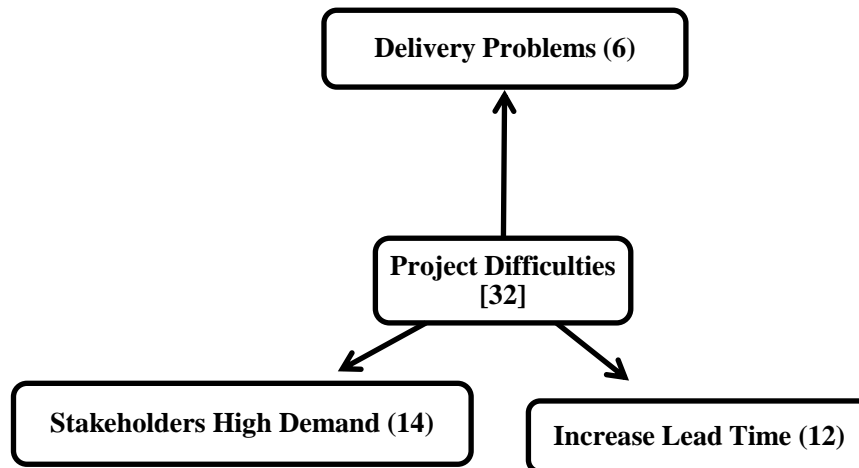 Delivery Problems (6)
Project Difficulties
[32]
Stakeholders High Demand (14)
Increase Lead Time (12)